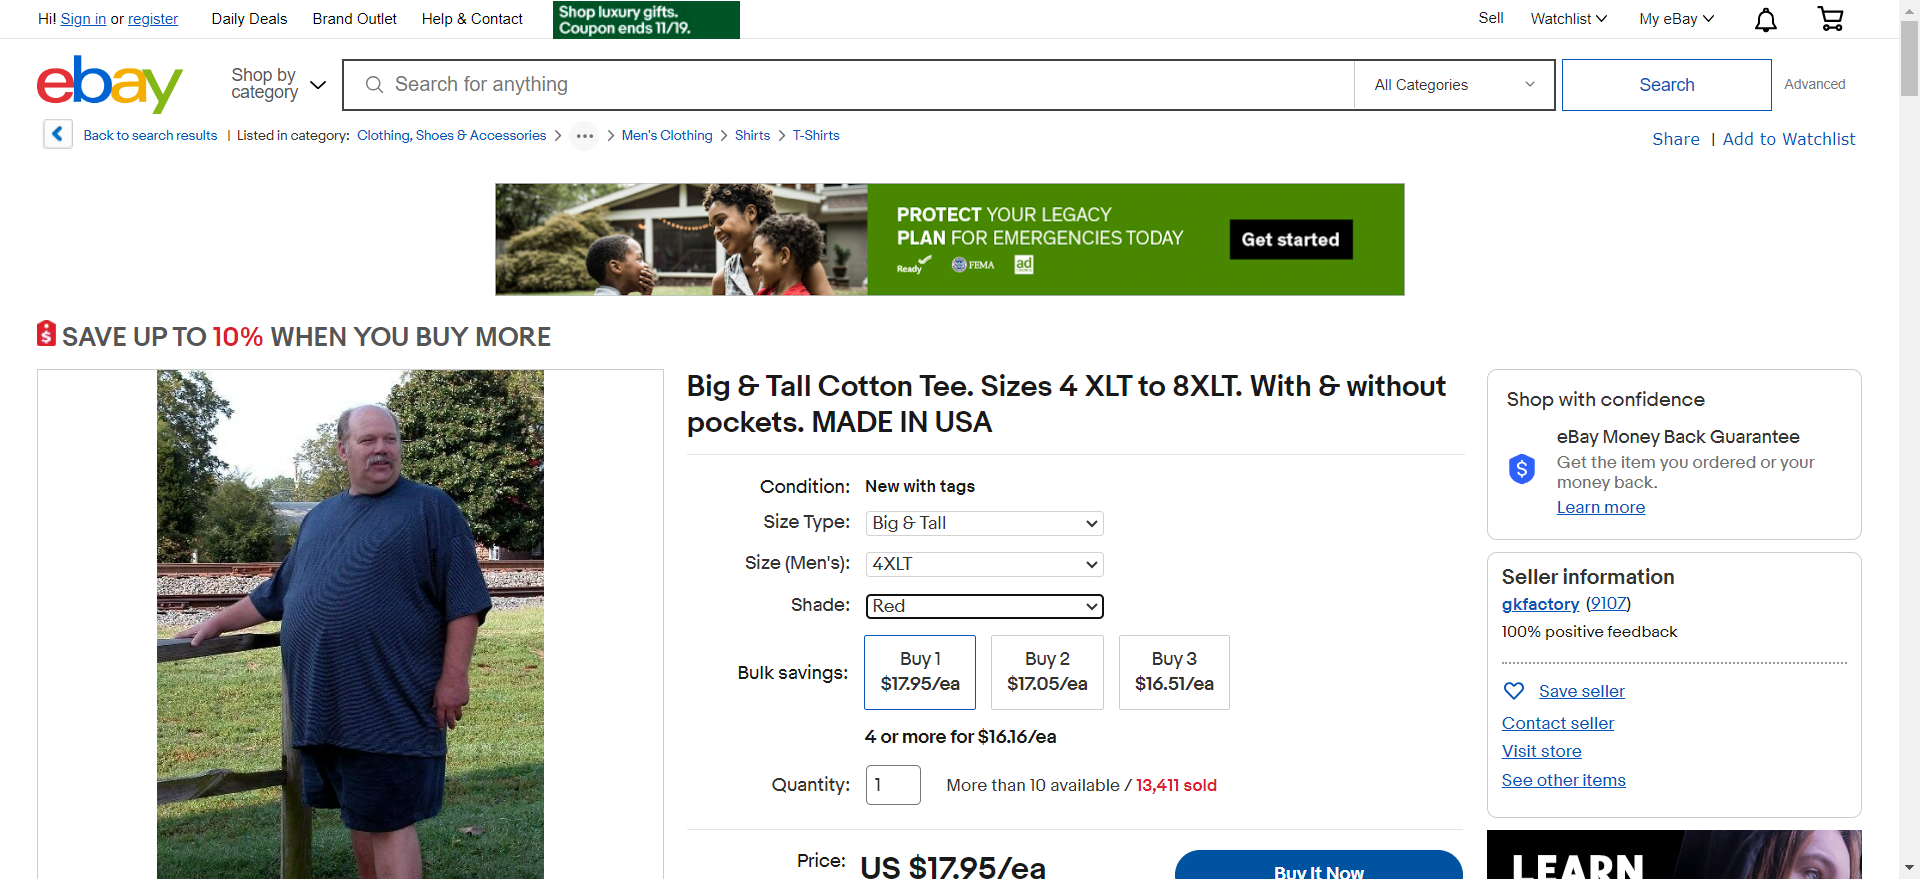 Hi! Sign in or register
Daily Deals
Brand Outlet
Help & Contact
Shop luxury gifts.
Coupon ends 11/19.
Sell
Watchlist
My eBay
ebay
Shop by
category
Search for anything
All Categories
Search
Advanced
Back to search results | Listed in category: Clothing, Shoes & Accessories > ... > Men's Clothing > Shirts > T-Shirts
Share | Add to Watchlist
PROTECT YOUR LEGACY
PLAN FOR EMERGENCIES TODAY
Ready
FEMA
ad
Get started
SAVE UP TO 10% WHEN YOU BUY MORE
Big & Tall Cotton Tee. Sizes 4 XLT to 8XLT. With & without
pockets. MADE IN USA
Condition: New with tags
Size Type: Big & Tall
Size (Men's): 4XLT
Shade: Red
Bulk savings:
Buy 1
$17.95/ea
Buy 2
$17.05/ea
Buy 3
$16.51/ea
4 or more for $16.16/ea
Quantity: 1 More than 10 available / 13,411 sold
Price: US $17.95/ea
Buy It Now
Shop with confidence
eBay Money Back Guarantee
$
Get the item you ordered or your
money back.
Learn more
Seller information
gkfactory (9107)
100% positive feedback
Save seller
Contact seller
Visit store
See other items
LEARN